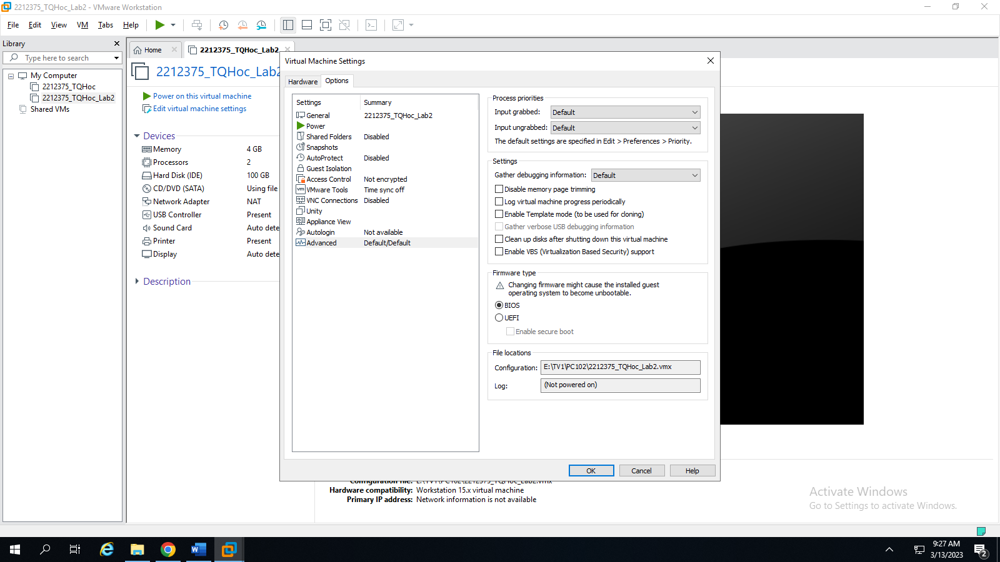 2212375_TQHoc_Lab2 - VMware Workstation
File Edit View VM Tabs Help
Library
Type here to search
My Computer
2212375_TQHoc
2212375_TQHoc_Lab2
Shared VMs
Home
2212375_TQHoc_Lab2
2212375_TQHoc_Lab2
Power on this virtual machine
Edit virtual machine settings
Devices
Memory 4 GB
Processors 2
Hard Disk (IDE) 100 GB
CD/DVD (SATA) Using file
Network Adapter NAT
USB Controller Present
Sound Card Auto dete
Printer Present
Display Auto dete
Description
Virtual Machine Settings
Hardware Options
Settings Summary
General 2212375_TQHoc_Lab2
Power
Shared Folders Disabled
Snapshots
AutoProtect Disabled
Guest Isolation
Access Control Not encrypted
VMware Tools Time sync off
VNC Connections Disabled
Unity
Appliance View
Autologin Not available
Advanced Default/Default
Process priorities
Input grabbed: Default
Input ungrabbed: Default
The default settings are specified in Edit > Preferences > Priority.
Settings
Gather debugging information: Default
Disable memory page trimming
Log virtual machine progress periodically
Enable Template mode (to be used for cloning)
Gather verbose USB debugging information
Clean up disks after shutting down this virtual machine
Enable VBS (Virtualization Based Security) support
Firmware type
Changing firmware might cause the installed guest
operating system to become unbootable.
BIOS
UEFI
Enable secure boot
File locations
Configuration: E:\TV1\PC102\2212375_TQHoc_Lab2.vmx
Log: (Not powered on)
OK Cancel Help
Configuration file: E:\TV1\PC102\2212375_TQHoc_Lab2.vmx
Hardware compatibility: Workstation 15.x virtual machine
Primary IP address: Network information is not available
Activate Windows
Go to Settings to activate Windows.
9:27 AM
3/13/2023
2